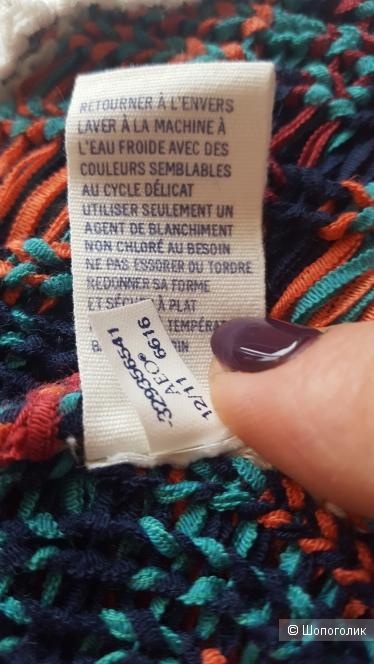 RETOURNER À L'ENVERS
LAVER À LA MACHINE À
L'EAU FROIDE AVEC DES
COULEURS SEMBLABLES
AU CYCLE DÉLICAT
UTILISER SEULEMENT UN
AGENT DE BLANCHIMENT
NON CHLORÉ AU BESOIN
NE PAS ESSORER OU TORDRE
REDONNER SA FORME
ET À PLAT
AEO®
12/11 6616
© Шопоголик